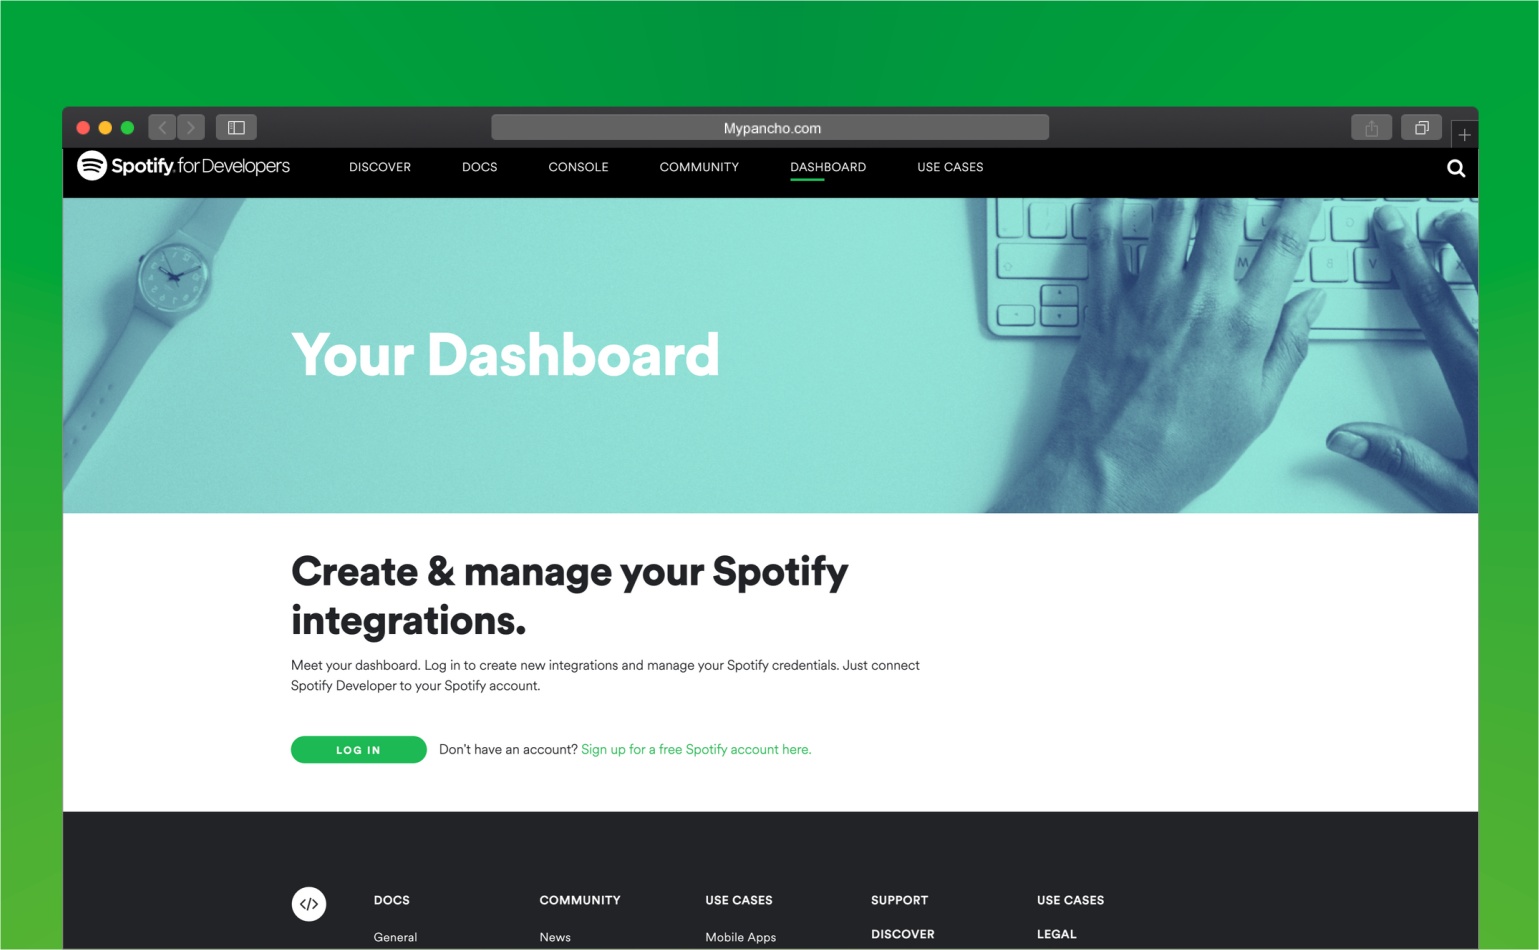 Mypancho.com
Spotify for Developers
DISCOVER
DOCS
CONSOLE
COMMUNITY
DASHBOARD
USE CASES
Your Dashboard
Create & manage your Spotify
integrations.
Meet your dashboard. Log in to create new integrations and manage your Spotify credentials. Just connect
Spotify Developer to your Spotify account.
LOG IN
Don't have an account? Sign up for a free Spotify account here.
DOCS
General
COMMUNITY
News
USE CASES
Mobile Apps
SUPPORT
DISCOVER
USE CASES
LEGAL